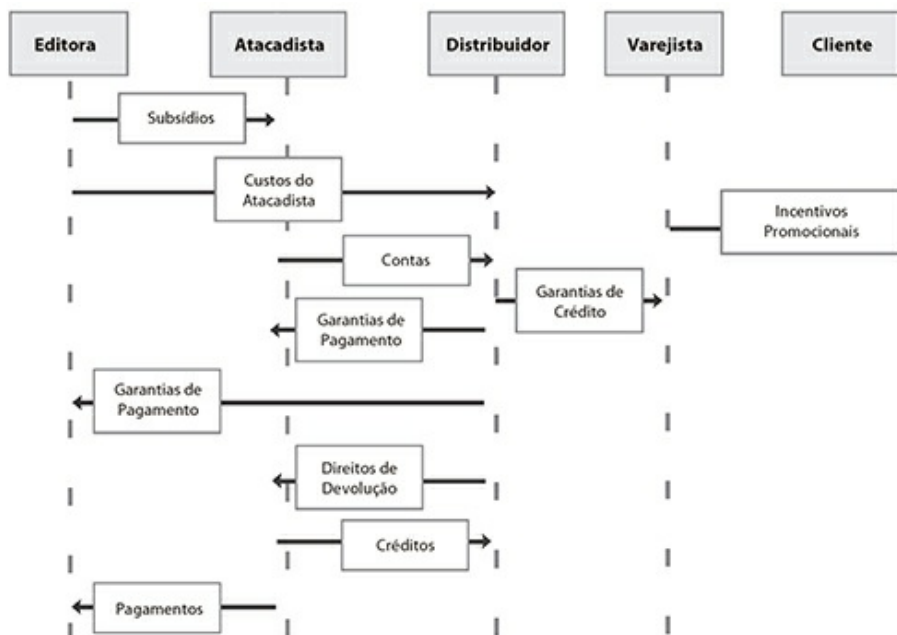 Editora
Atacadista
Distribuidor
Varejista
Cliente
Subsídios
Custos do
Atacadista
Incentivos
Promocionais
Contas
Garantias de
Crédito
Garantias de
Pagamento
Garantias de
Pagamento
Direitos de
Devolução
Créditos
Pagamentos